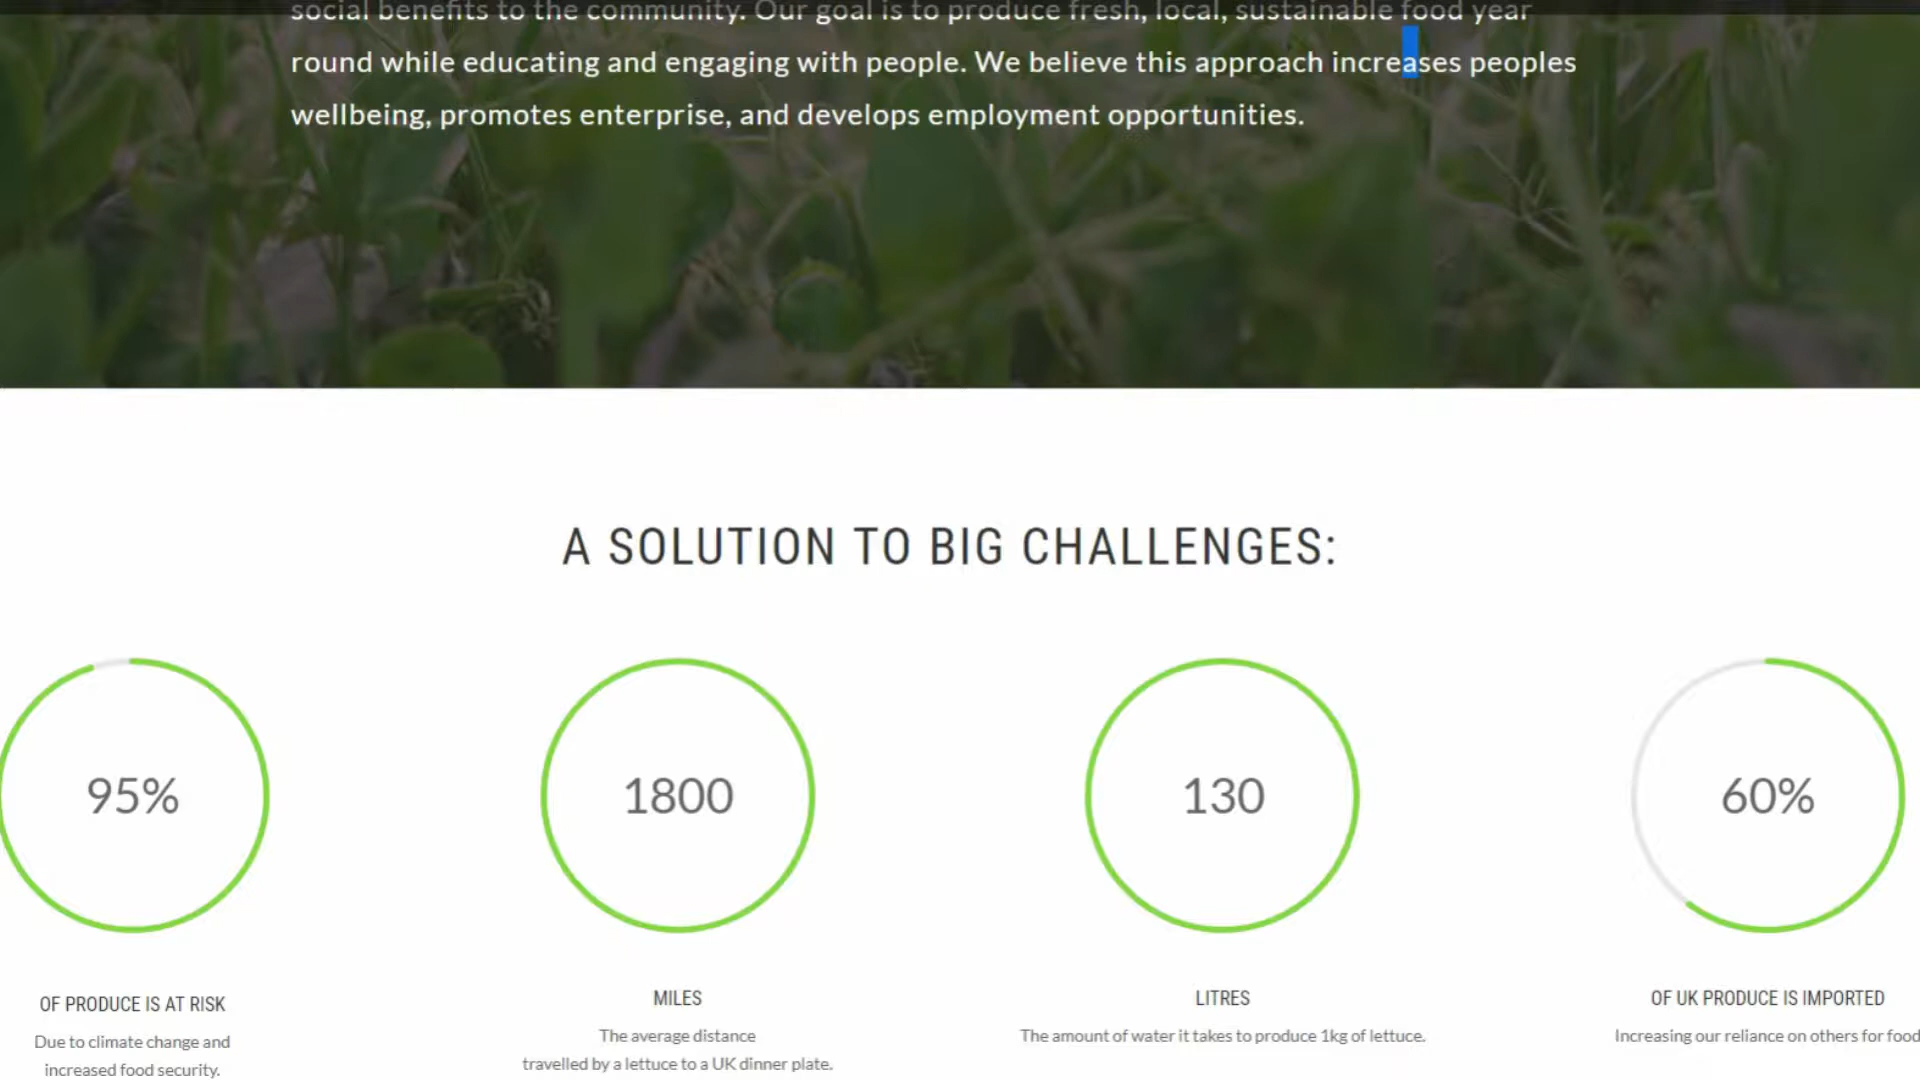 social benefits to the community. Our goal is to produce fresh, local, sustainable food year
round while educating and engaging with people. We believe this approach increases peoples
wellbeing, promotes enterprise, and develops employment opportunities.
A SOLUTION TO BIG CHALLENGES:
95%
1800
130
60%
OF PRODUCE IS AT RISK
Due to climate change and
increased food security.
MILES
The average distance
travelled by a lettuce to a UK dinner plate.
LITRES
The amount of water it takes to produce 1kg of lettuce.
OF UK PRODUCE IS IMPORTED
Increasing our reliance on others for food